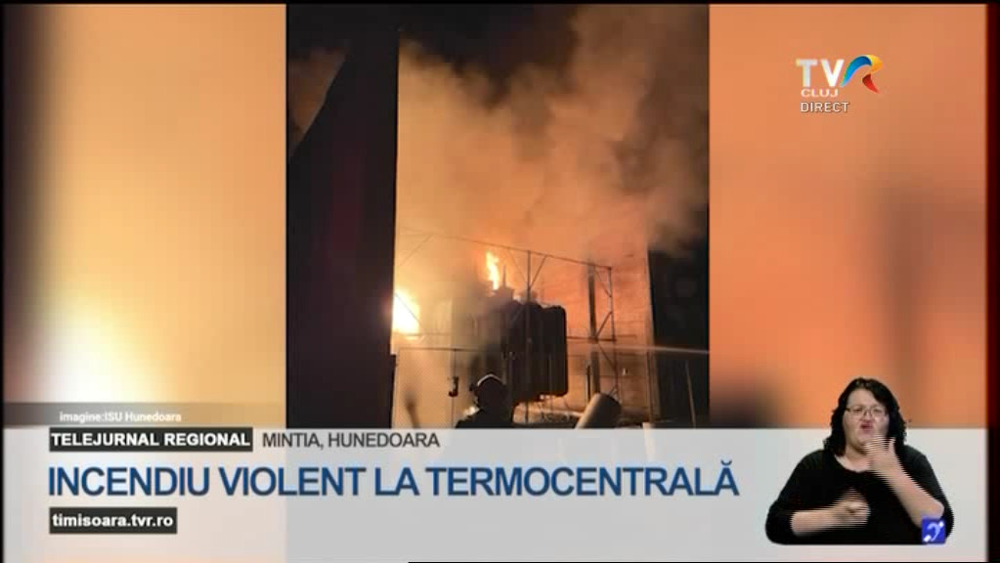 TVR
CLUJ
DIRECT
imagine:ISU Hunedoara
TELEJURNAL REGIONAL MINTIA, HUNEDOARA
INCENDIU VIOLENT LA TERMOCENTRALĂ
timisoara.tvr.ro